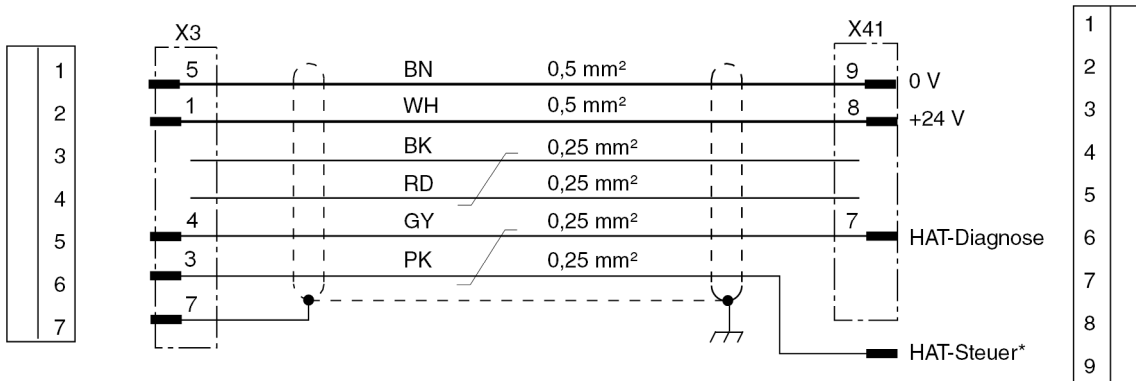 X3
X41
1
2
3
4
5
6
7
5 BN 0,5 mm² 9 0 V
1 WH 0,5 mm² 8 +24 V
BK 0,25 mm²
RD 0,25 mm²
4 GY 0,25 mm² 7 HAT-Diagnose
3 PK 0,25 mm²
7
HAT-Steuer*
1
2
3
4
5
6
7
8
9